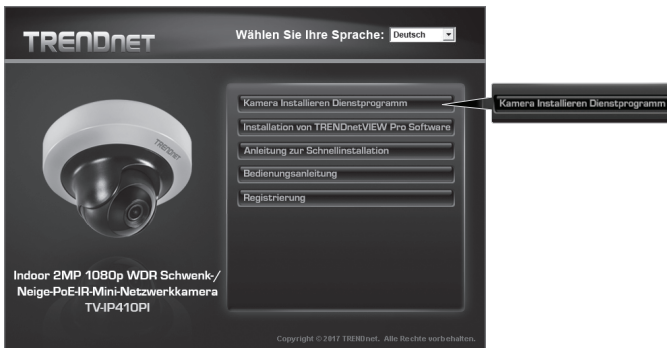 TRENDNET
Wählen Sie Ihre Sprache: Deutsch
Kamera Installieren Dienstprogramm
Kamera Installieren Dienstprogramm
Installation von TRENDnetVIEW Pro Software
Anleitung zur Schnellinstallation
Bedienungsanleitung
Registrierung
TRENDNET
Indoor 2MP 1080p WDR Schwenk-/
Neige-PoE-IR-Mini-Netzwerkkamera
TV-IP410PI
Copyright © 2017 TRENDnet. Alle Rechte vorbehalten.